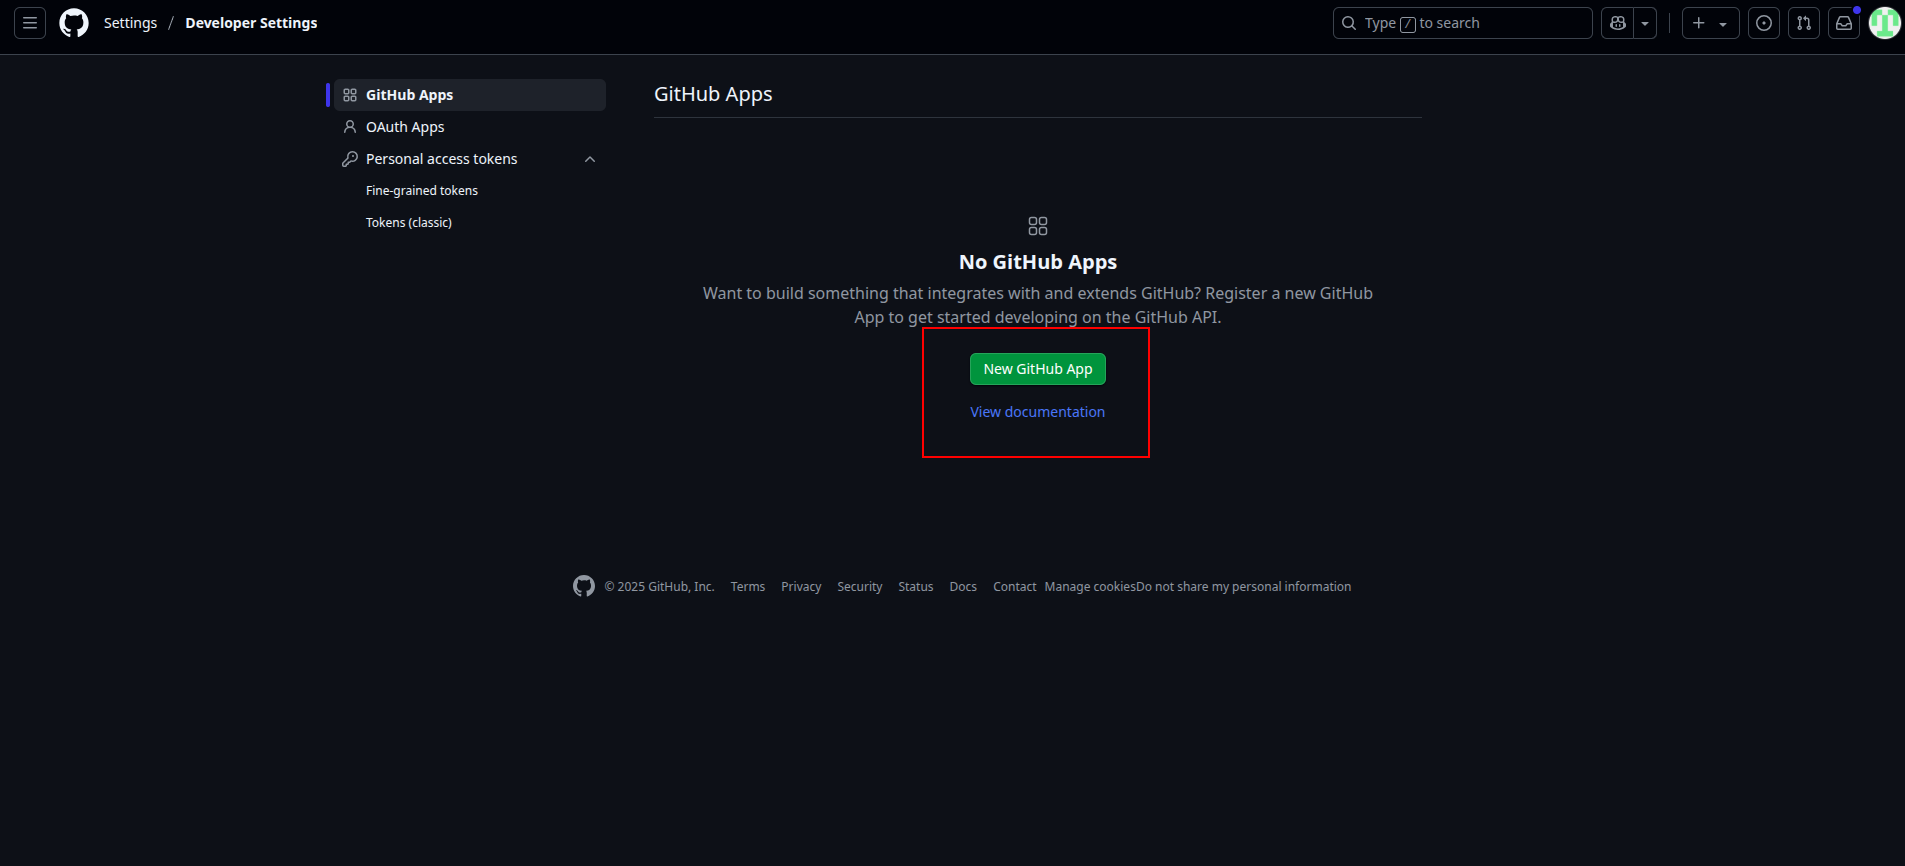 Settings / Developer Settings
Type / to search
GitHub Apps
OAuth Apps
Personal access tokens
Fine-grained tokens
Tokens (classic)
GitHub Apps
No GitHub Apps
Want to build something that integrates with and extends GitHub? Register a new GitHub
App to get started developing on the GitHub API.
New GitHub App
View documentation
© 2025 GitHub, Inc. Terms Privacy Security Status Docs Contact Manage cookies Do not share my personal information